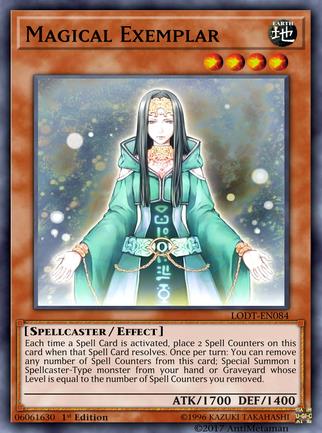 Magical Exemplar
EARTH
地
LODT-EN084
[Spellcaster / Effect]
Each time a Spell Card is activated, place 2 Spell Counters on
this card when that Spell Card resolves. Once per turn: You can remove
any number of Spell Counters from this card; Special Summon 1
Spellcaster-Type monster from your hand or Graveyard whose
Level is equal to the number of Spell Counters you removed.
ATK/1700 DEF/1400
06061630 1st Edition ©1996 KAZUKI TAKAHASHI
©2017 AntiMetaman